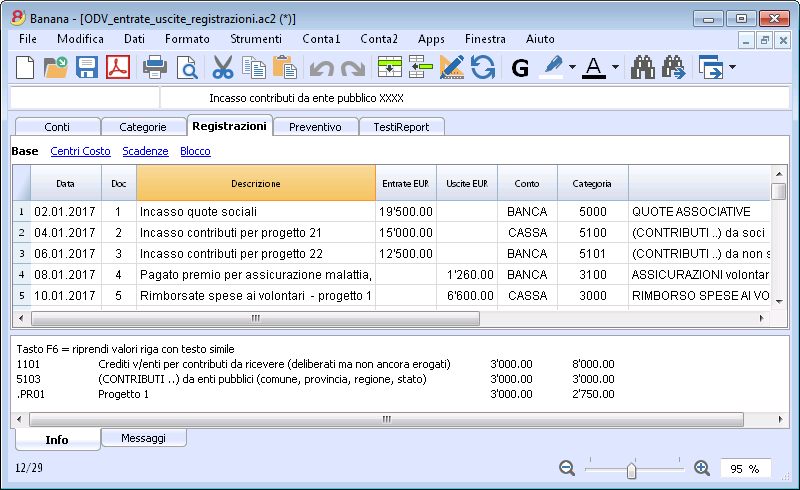 Banana - [ODV_entrate_uscite_registrazioni.ac2 (*)]
File Modifica Dati Formato Strumenti Conta1 Conta2 Apps Finestra Aiuto
G A
Incasso contributi da ente pubblico XXXX
Conti Categorie Registrazioni Preventivo TestiReport
Base Centri Costo Scadenze Blocco
Data Doc Descrizione Entrate EUR Uscite EUR Conto Categoria
1 02.01.2017 1 Incasso quote sociali 19'500.00 BANCA 5000 QUOTE ASSOCIATIVE
2 04.01.2017 2 Incasso contributi per progetto 21 15'000.00 CASSA 5100 (CONTRIBUTI ..) da soci
3 06.01.2017 3 Incasso contributi per progetto 22 12'500.00 BANCA 5101 (CONTRIBUTI ..) da non s
4 08.01.2017 4 Pagato premio per assicurazione malattia, 1'260.00 BANCA 3100 ASSICURAZIONI volontar
5 10.01.2017 5 Rimborsate spese ai volontari - progetto 1 6'600.00 CASSA 3000 RIMBORSO SPESE AI VO
Tasto F6 = riprendi valori riga con testo simile
1101 Crediti v/enti per contributi da ricevere (deliberati ma non ancora erogati) 3'000.00 8'000.00
5103 (CONTRIBUTI ..) da enti pubblici (comune, provincia, regione, stato) 3'000.00 3'000.00
.PR01 Progetto 1 3'000.00 2'750.00
Info Messaggi
12/29 95 %